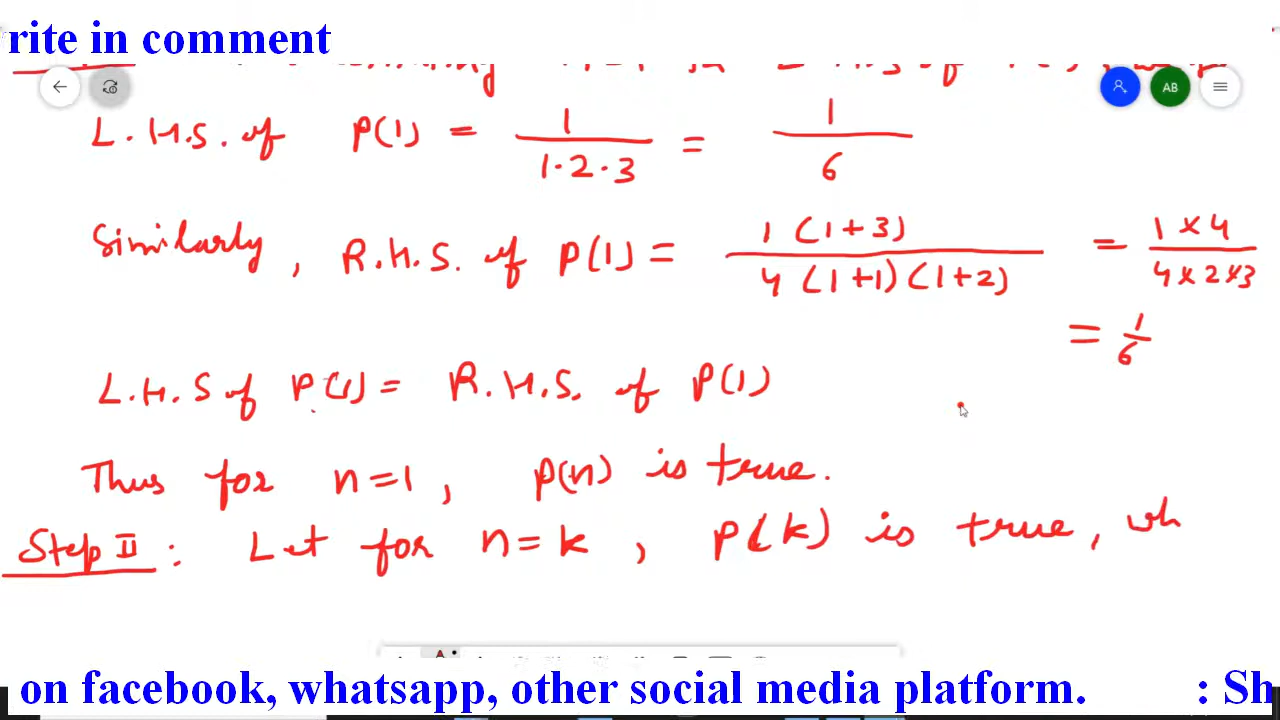 rite in comment
AB
L.H.S. of P(1) = 1 / 1·2·3 = 1 / 6
Similarly, R.H.S. of P(1) = 1 (1+3) / 4 (1+1)(1+2) = 1 × 4 / 4 × 2 × 3
= 1/6
L.H.S of P(1) = R.H.S. of P(1)
Thus for n=1, P(n) is true.
Step II : Let for n = k, P(k) is true, wh
on facebook, whatsapp, other social media platform. : Sh